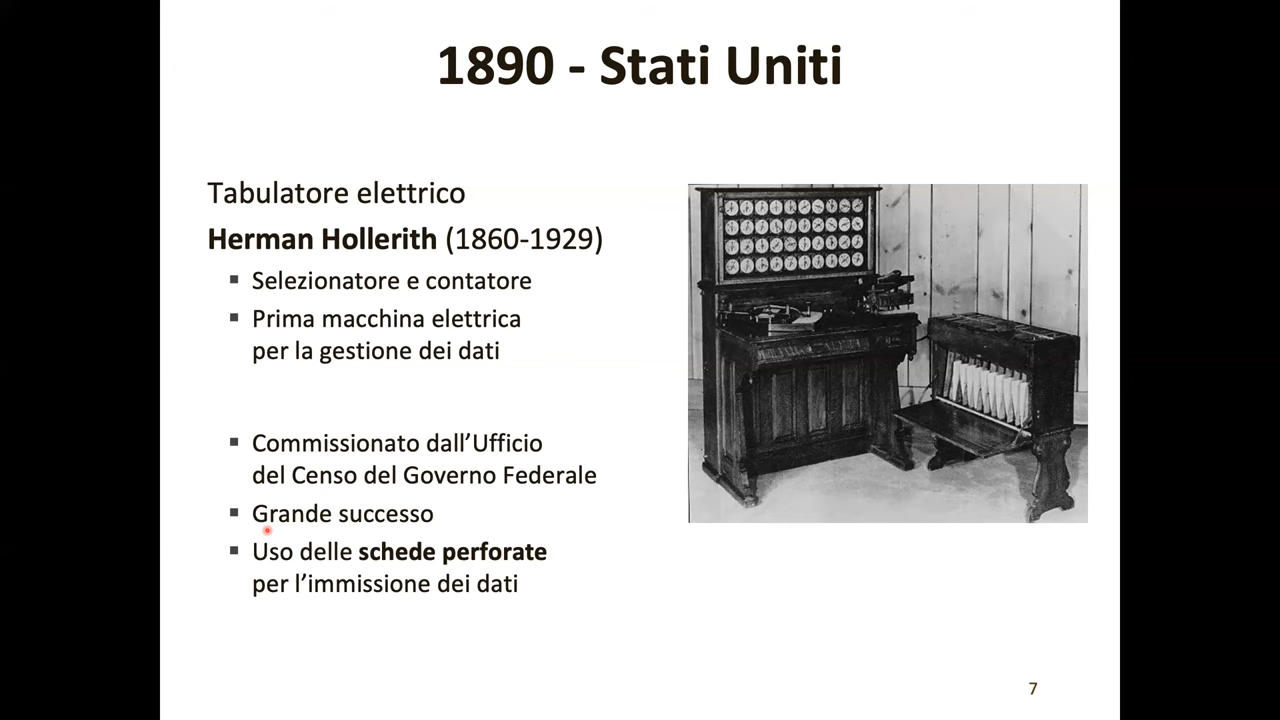 1890 - Stati Uniti
Tabulatore elettrico
Herman Hollerith (1860-1929)
▪ Selezionatore e contatore
▪ Prima macchina elettrica
per la gestione dei dati
▪ Commissionato dall’Ufficio
del Censo del Governo Federale
▪ Grande successo
▪ Uso delle schede perforate
per l’immissione dei dati
7